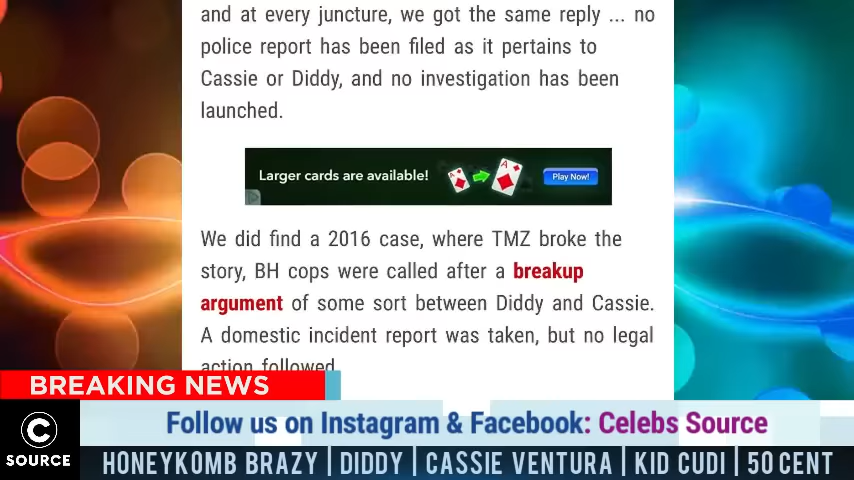 and at every juncture, we got the same reply ... no
police report has been filed as it pertains to
Cassie or Diddy, and no investigation has been
launched.
Larger cards are available!
A
A
Play Now!
We did find a 2016 case, where TMZ broke the
story, BH cops were called after a breakup
argument of some sort between Diddy and Cassie.
A domestic incident report was taken, but no legal
action followed
BREAKING NEWS
Follow us on Instagram & Facebook: Celebs Source
C
SOURCE
HONEYKOMB BRAZY | DIDDY | CASSIE VENTURA | KID CUDI | 50 CENT